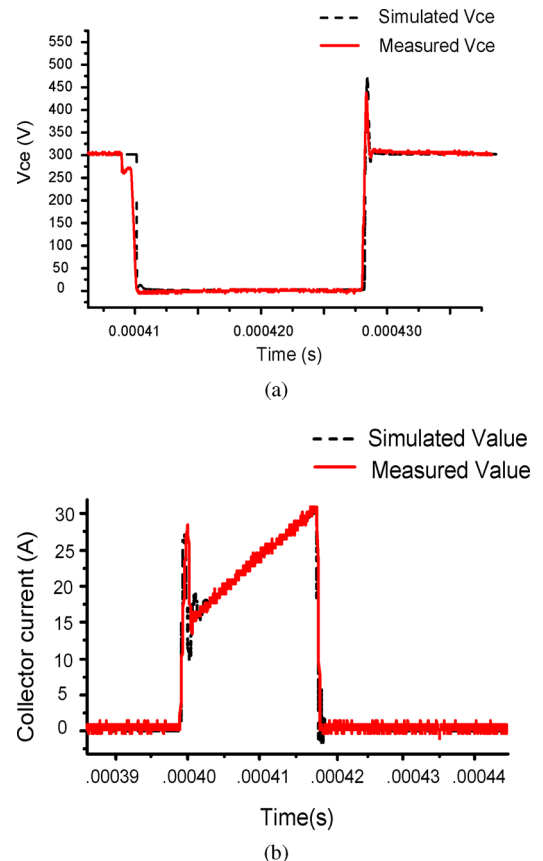 Simulated Vce
Measured Vce
550
500
450
400
350
300
250
200
150
100
50
0
Vce (V)
0.00041
0.000420
0.000430
Time (s)
(a)
Simulated Value
Measured Value
30
25
20
15
10
5
0
Collector current (A)
.00039
.00040
.00041
.00042
.00043
.00044
Time(s)
(b)